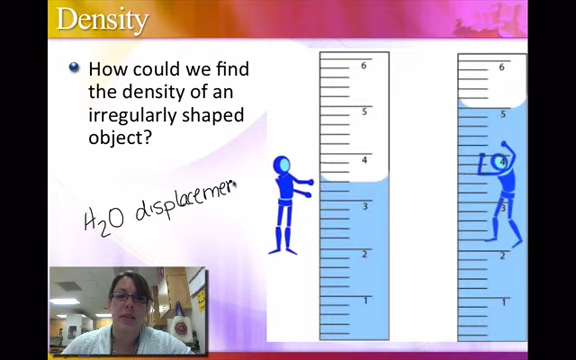 Density
How could we find
the density of an
irregularly shaped
object?
H2O displacemer
6
5
4
3
2
1
6
5
4
3
2
1